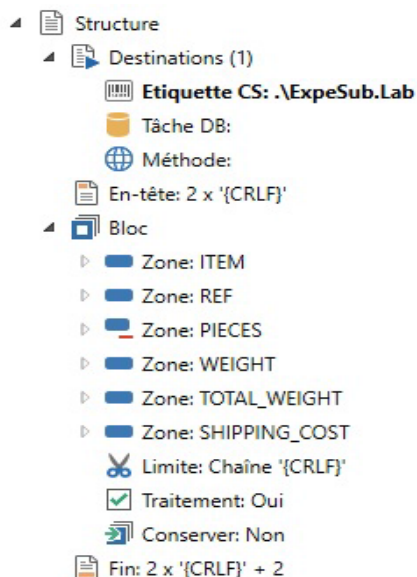 Structure
Destinations (1)
Etiquette CS: .\ExpeSub.Lab
Tâche DB:
Méthode:
En-tête: 2 x '{CRLF}'
Bloc
Zone: ITEM
Zone: REF
Zone: PIECES
Zone: WEIGHT
Zone: TOTAL_WEIGHT
Zone: SHIPPING_COST
Limite: Chaîne '{CRLF}'
Traitement: Oui
Conserver: Non
Fin: 2 x '{CRLF}' + 2